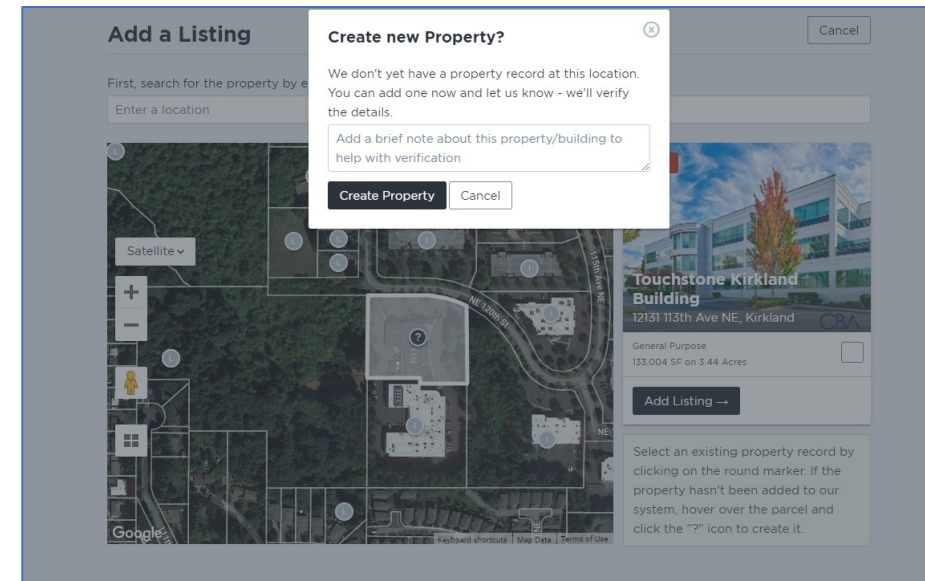 Add a Listing
Cancel
First, search for the property by e
Enter a location
Create new Property?
We don't yet have a property record at this location.
You can add one now and let us know - we'll verify
the details.
Add a brief note about this property/building to
help with verification
Create Property
Cancel
L
Satellite
L
L
I
I
115th Ave NE
NE 120th St
I
+
−
?
L
I
I
NE
L
NE
Google
Keyboard shortcuts
Map Data
Terms of Use
Touchstone Kirkland
Building
12131 113th Ave NE, Kirkland
CBA
General Purpose
133,004 SF on 3.44 Acres
Add Listing →
Select an existing property record by
clicking on the round marker. If the
property hasn't been added to our
system, hover over the parcel and
click the "?" icon to create it.